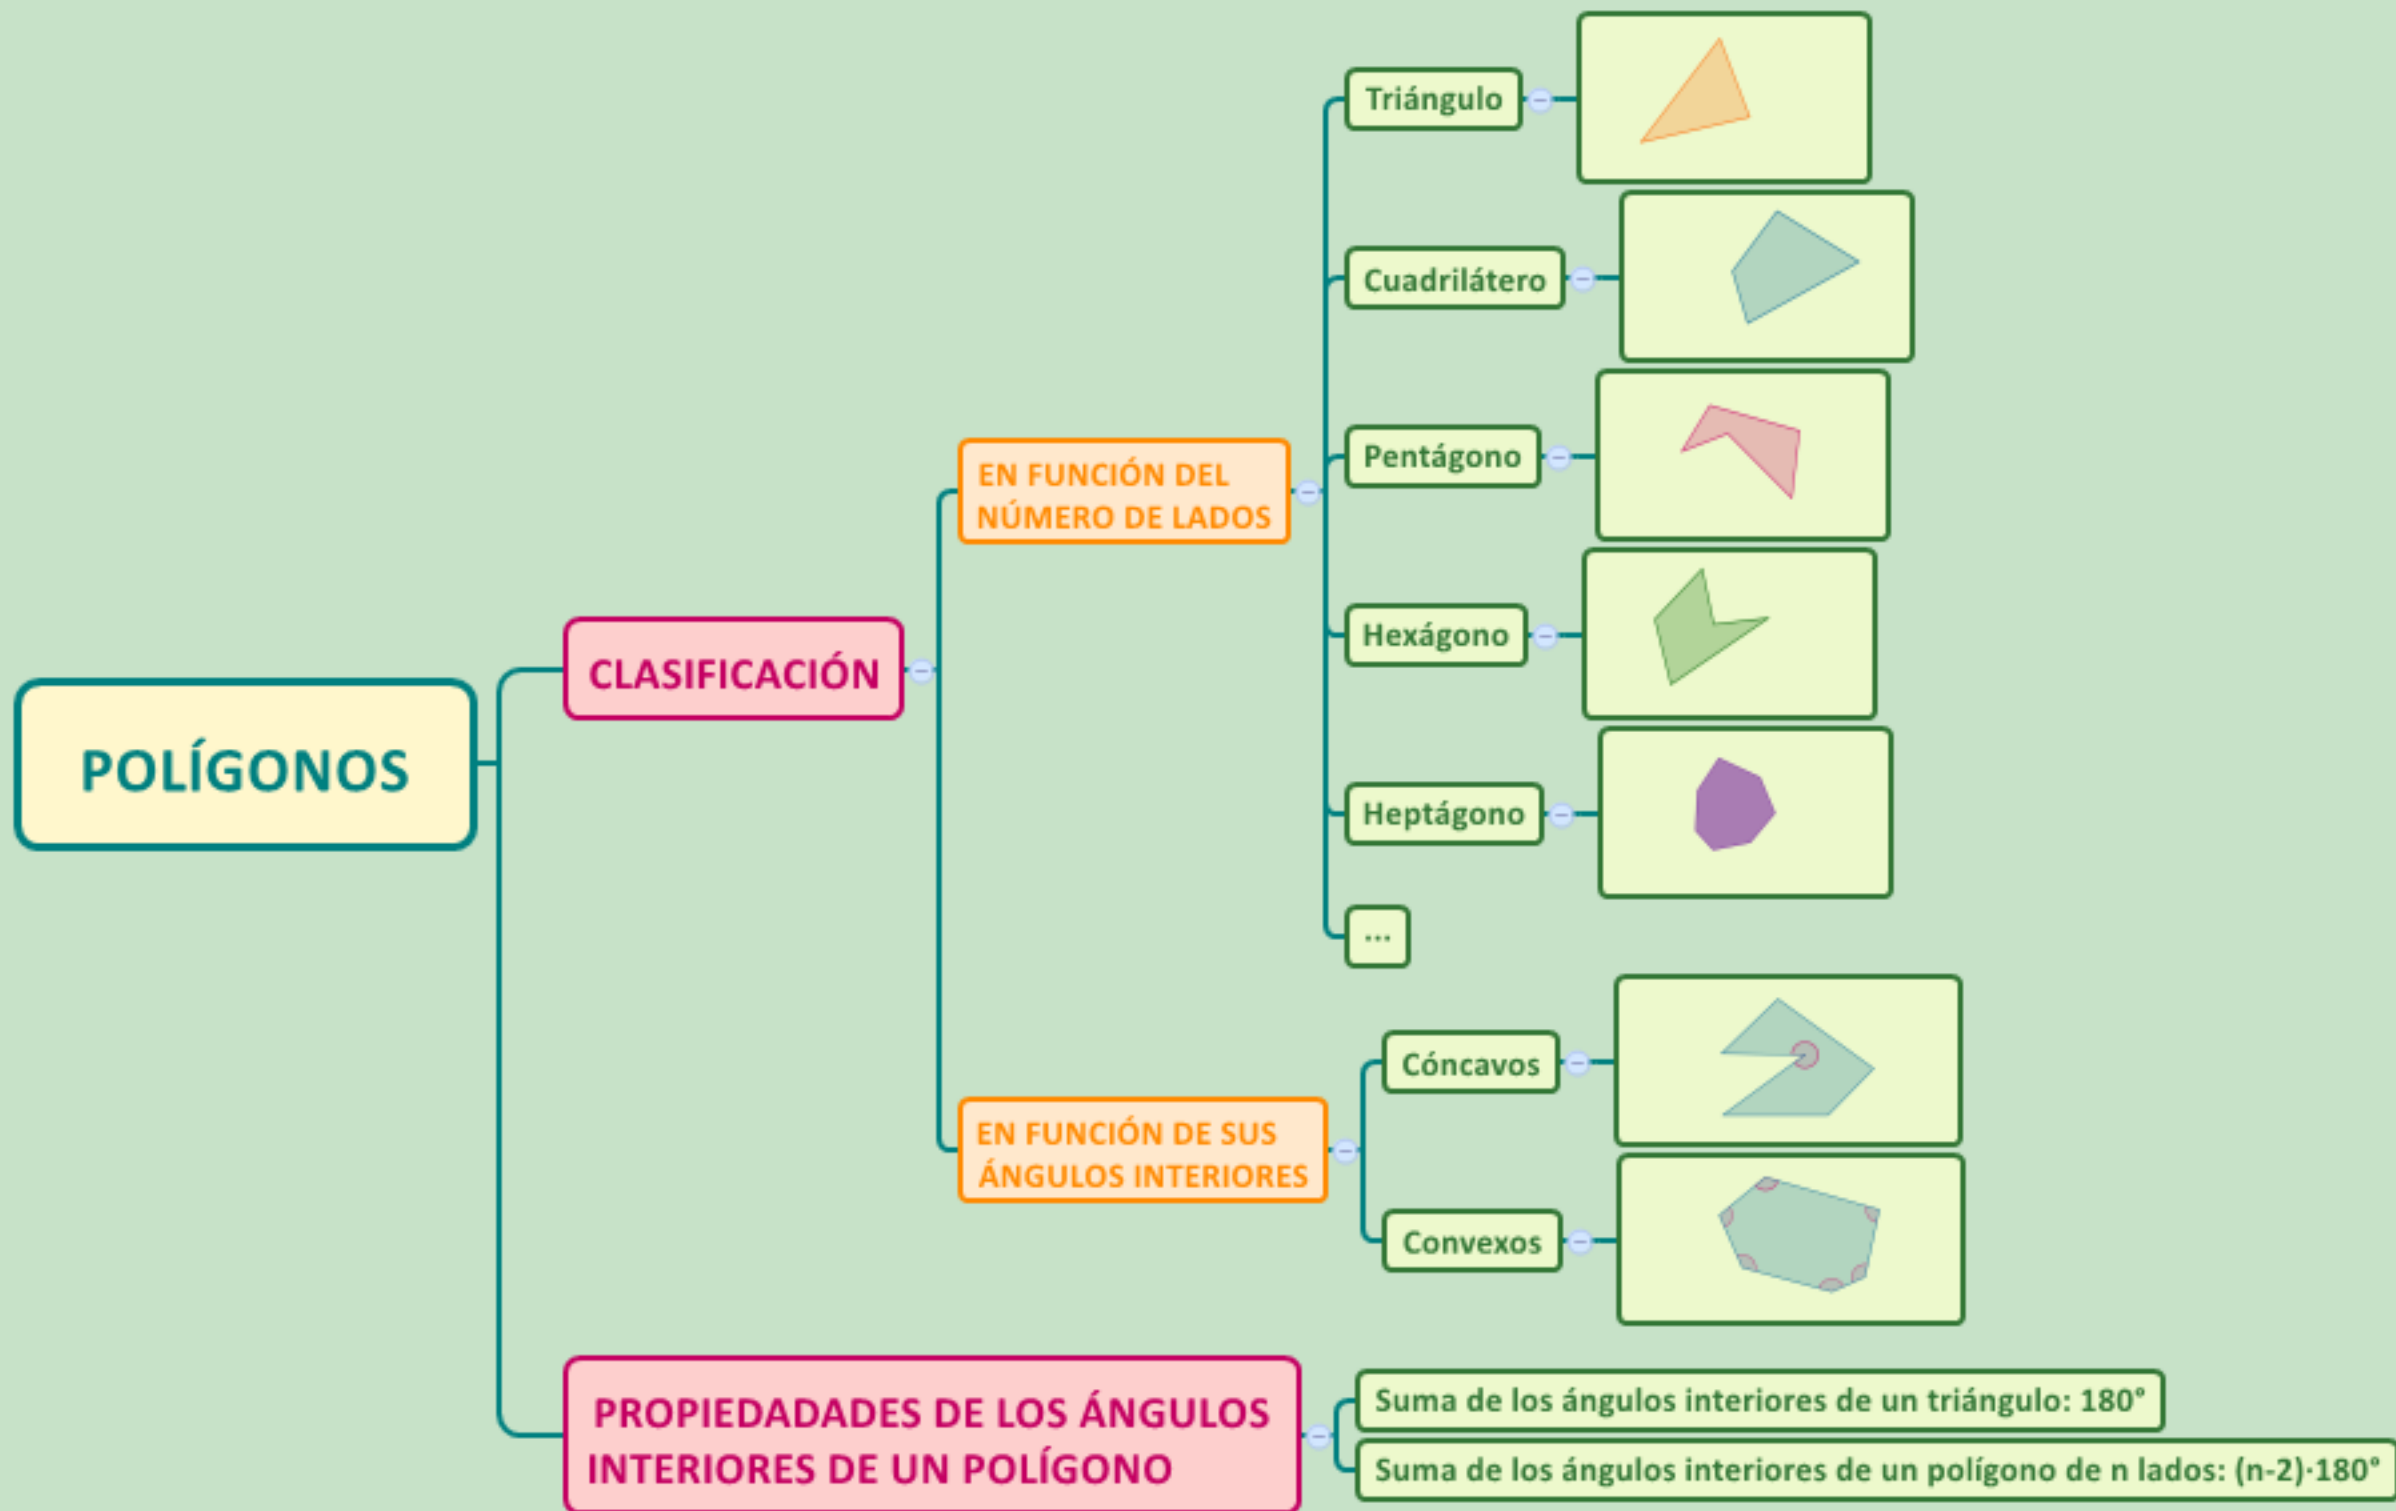 POLÍGONOS
CLASIFICACIÓN
EN FUNCIÓN DEL
NÚMERO DE LADOS
Triángulo
Cuadrilátero
Pentágono
Hexágono
Heptágono
...
EN FUNCIÓN DE SUS
ÁNGULOS INTERIORES
Cóncavos
Convexos
PROPIEDADADES DE LOS ÁNGULOS
INTERIORES DE UN POLÍGONO
Suma de los ángulos interiores de un triángulo: 180°
Suma de los ángulos interiores de un polígono de n lados: (n-2)·180°